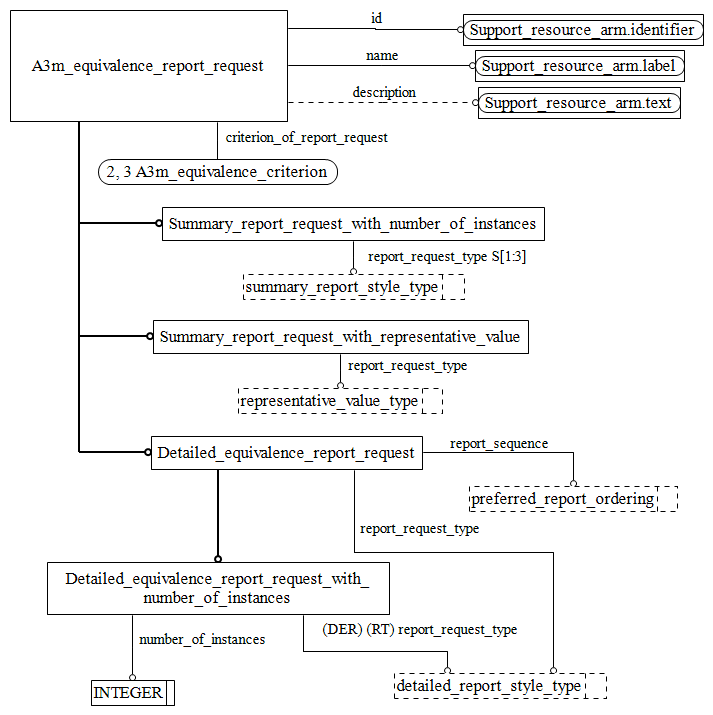 id
Support_resource_arm.identifier
A3m_equivalence_report_request
name
Support_resource_arm.label
description
Support_resource_arm.text
criterion_of_report_request
2, 3 A3m_equivalence_criterion
Summary_report_request_with_number_of_instances
report_request_type S[1:3]
summary_report_style_type
Summary_report_request_with_representative_value
report_request_type
representative_value_type
Detailed_equivalence_report_request
report_sequence
preferred_report_ordering
report_request_type
Detailed_equivalence_report_request_with_
number_of_instances
number_of_instances
(DER) (RT) report_request_type
INTEGER
detailed_report_style_type